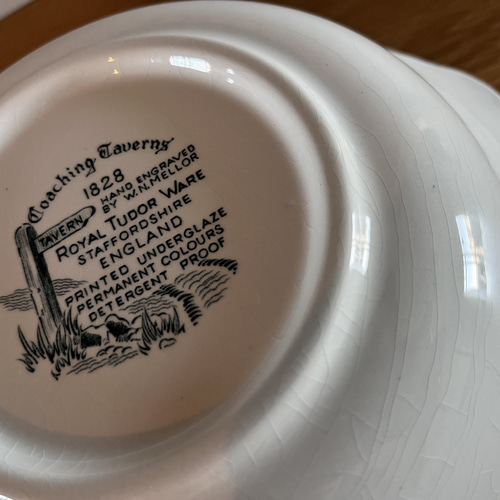 Coaching Taverns
1828
HAND ENGRAVED
BY W.N. MELLOR
TAVERN
ROYAL TUDOR WARE
STAFFORDSHIRE
ENGLAND
PRINTED UNDERGLAZE
PERMANENT COLOURS
DETERGENT PROOF